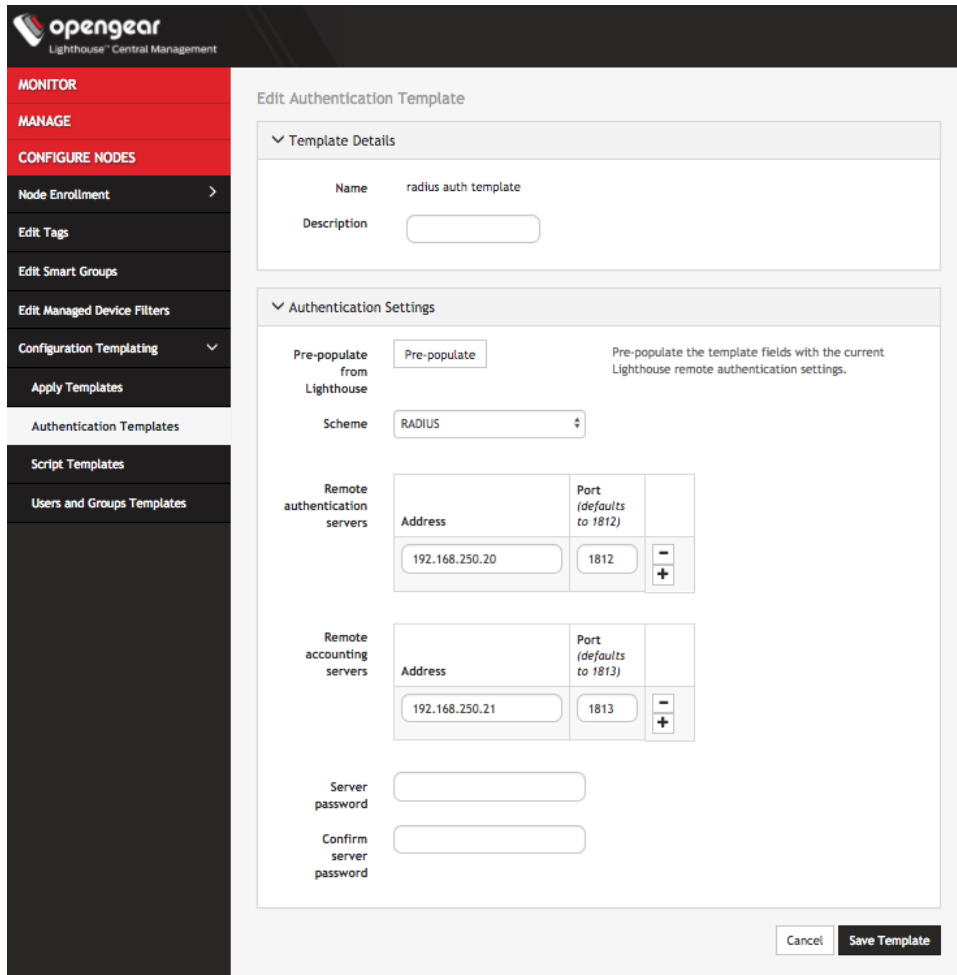 opengear
Lighthouse™ Central Management
MONITOR
MANAGE
CONFIGURE NODES
Node Enrollment
Edit Tags
Edit Smart Groups
Edit Managed Device Filters
Configuration Templating
Apply Templates
Authentication Templates
Script Templates
Users and Groups Templates
Edit Authentication Template
Template Details
Name radius auth template
Description
Authentication Settings
Pre-populate
from
Lighthouse
Pre-populate
Pre-populate the template fields with the current
Lighthouse remote authentication settings.
Scheme RADIUS
Remote
authentication
servers
Address
Port
(defaults
to 1812)
192.168.250.20 1812
Remote
accounting
servers
Address
Port
(defaults
to 1813)
192.168.250.21 1813
Server
password
Confirm
server
password
Cancel Save Template